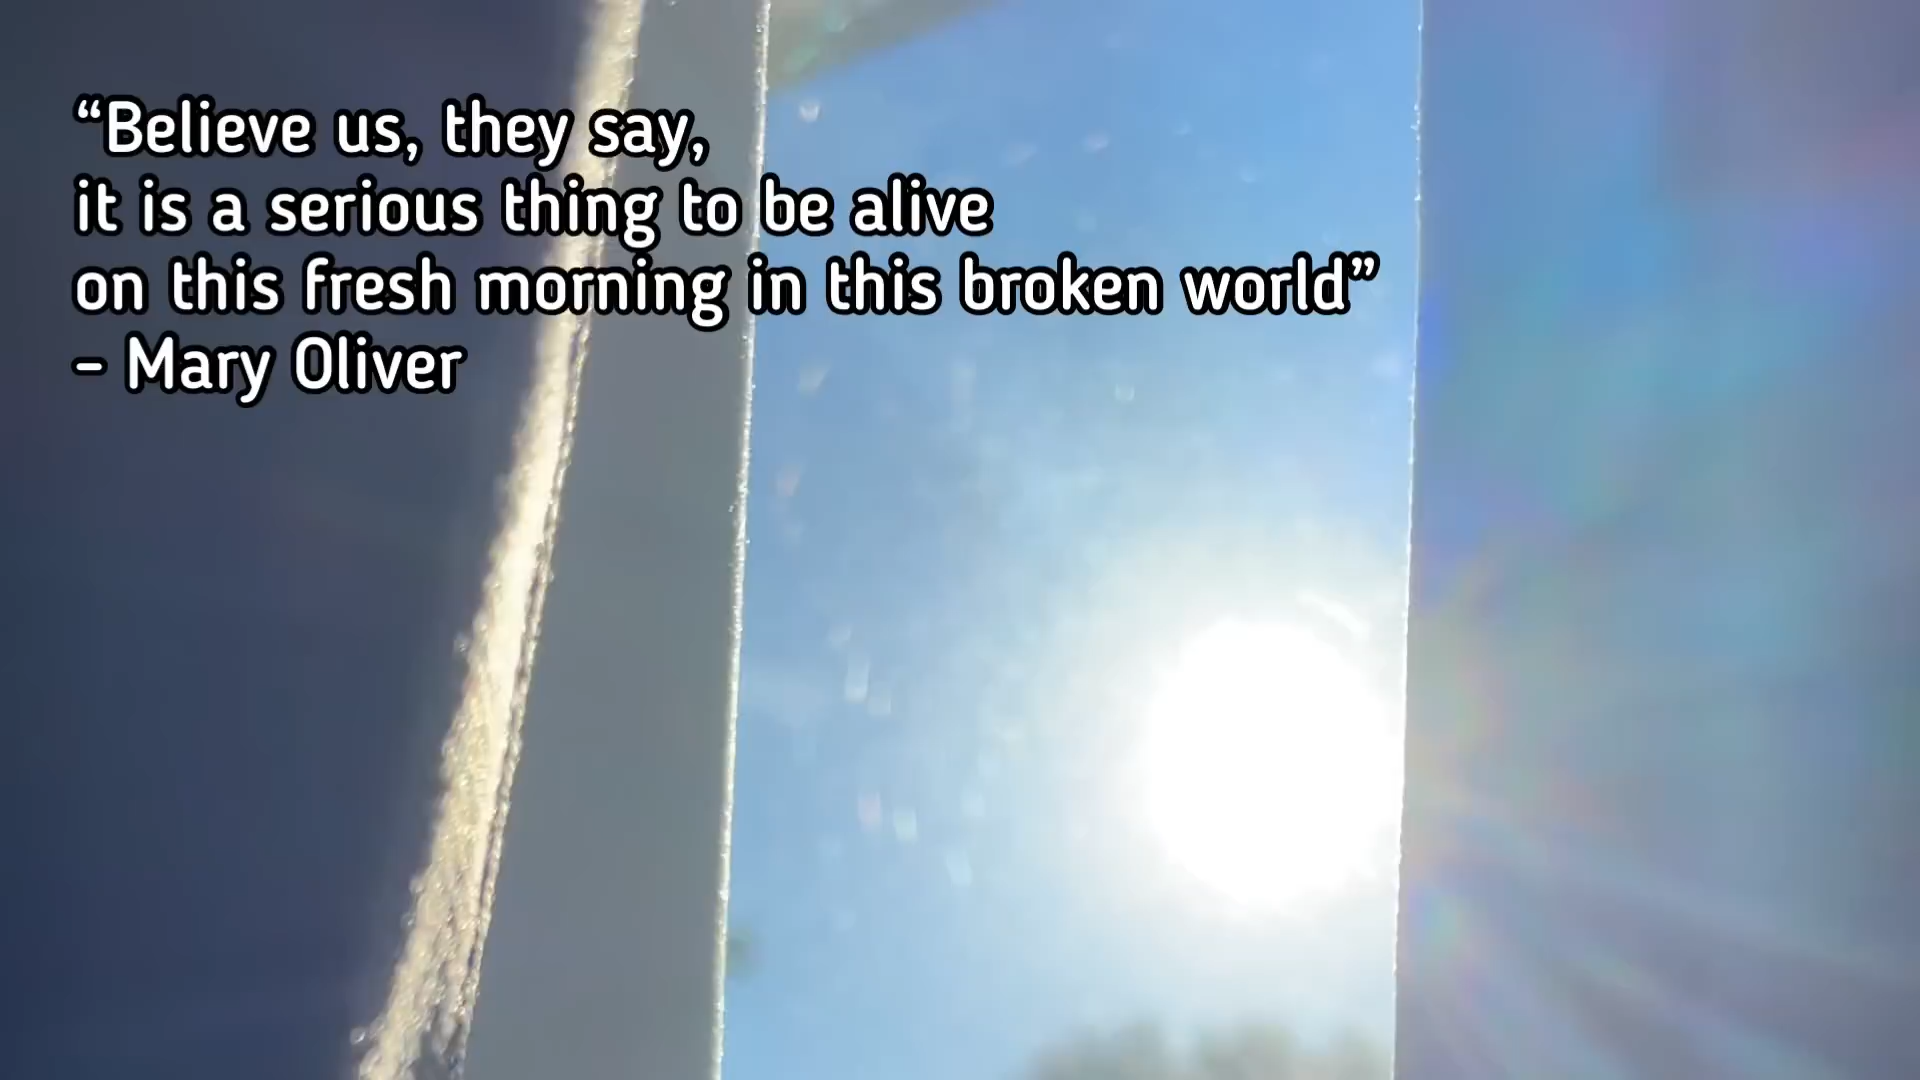 “Believe us, they say,
it is a serious thing to be alive
on this fresh morning in this broken world”
– Mary Oliver